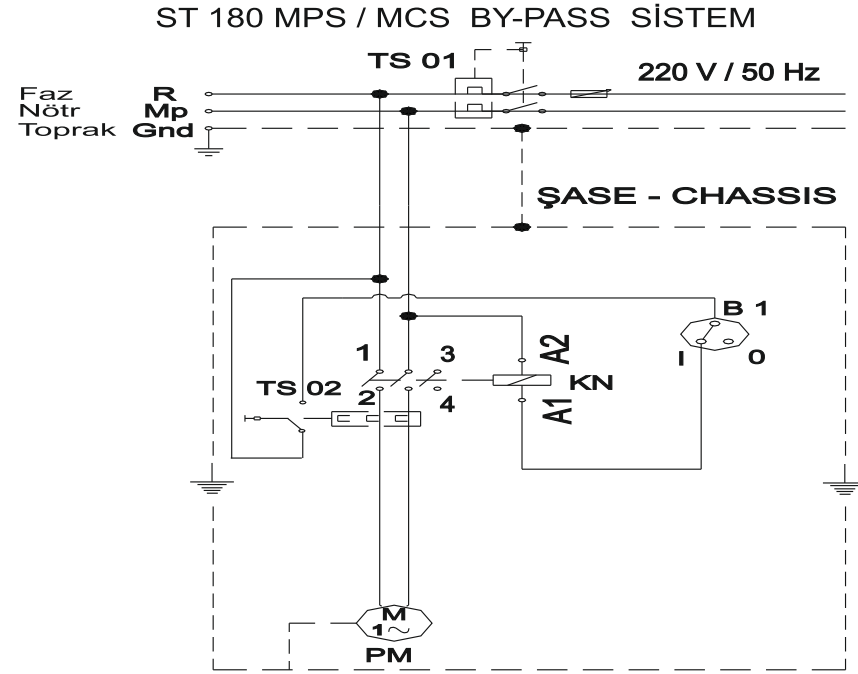 ST 180 MPS / MCS BY-PASS SİSTEM
TS 01
220 V / 50 Hz
Faz R
Nötr Mp
Toprak Gnd
ŞASE - CHASSIS
B 1
1 3
A2
I 0
TS 02
KN
2 4
A1
M
1~
PM